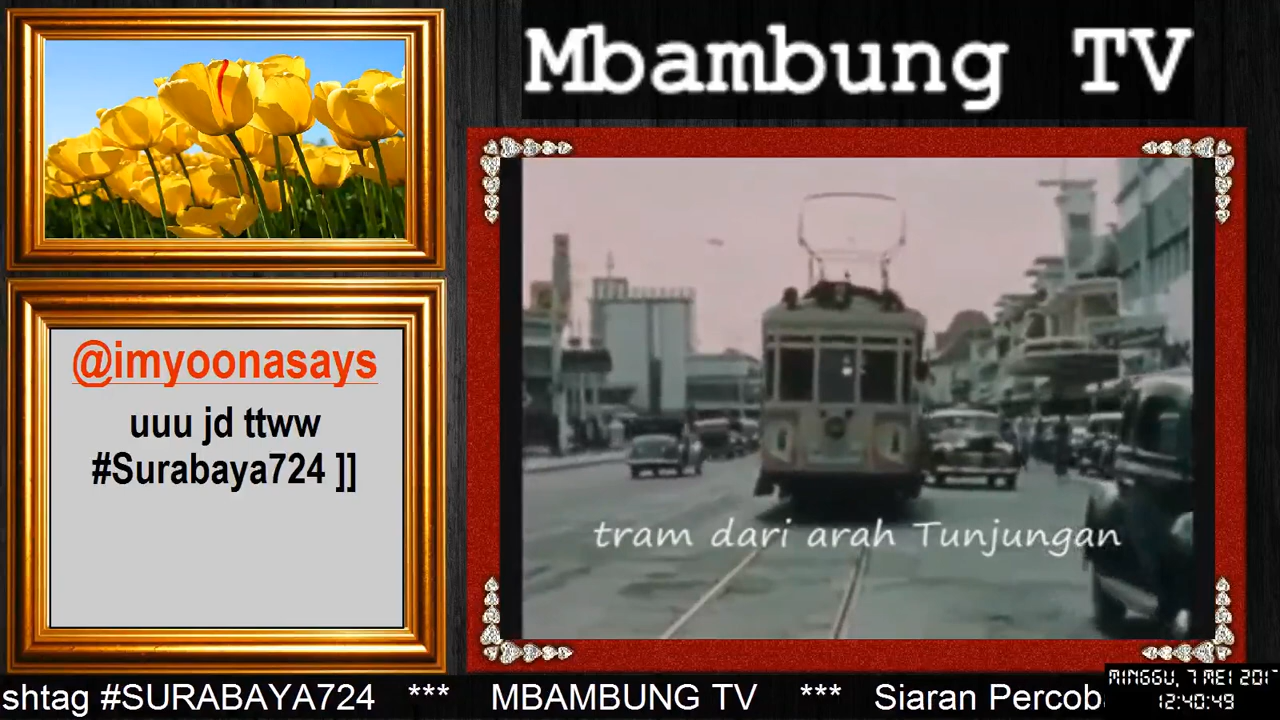 Mbambung TV
@imyoonasays
uuu jd ttww
#Surabaya724 ]]
tram dari arah Tunjungan
shtag #SURABAYA724 *** MBAMBUNG TV *** Siaran Percob
MINGGU, 7 MEI 2017
12:40:49